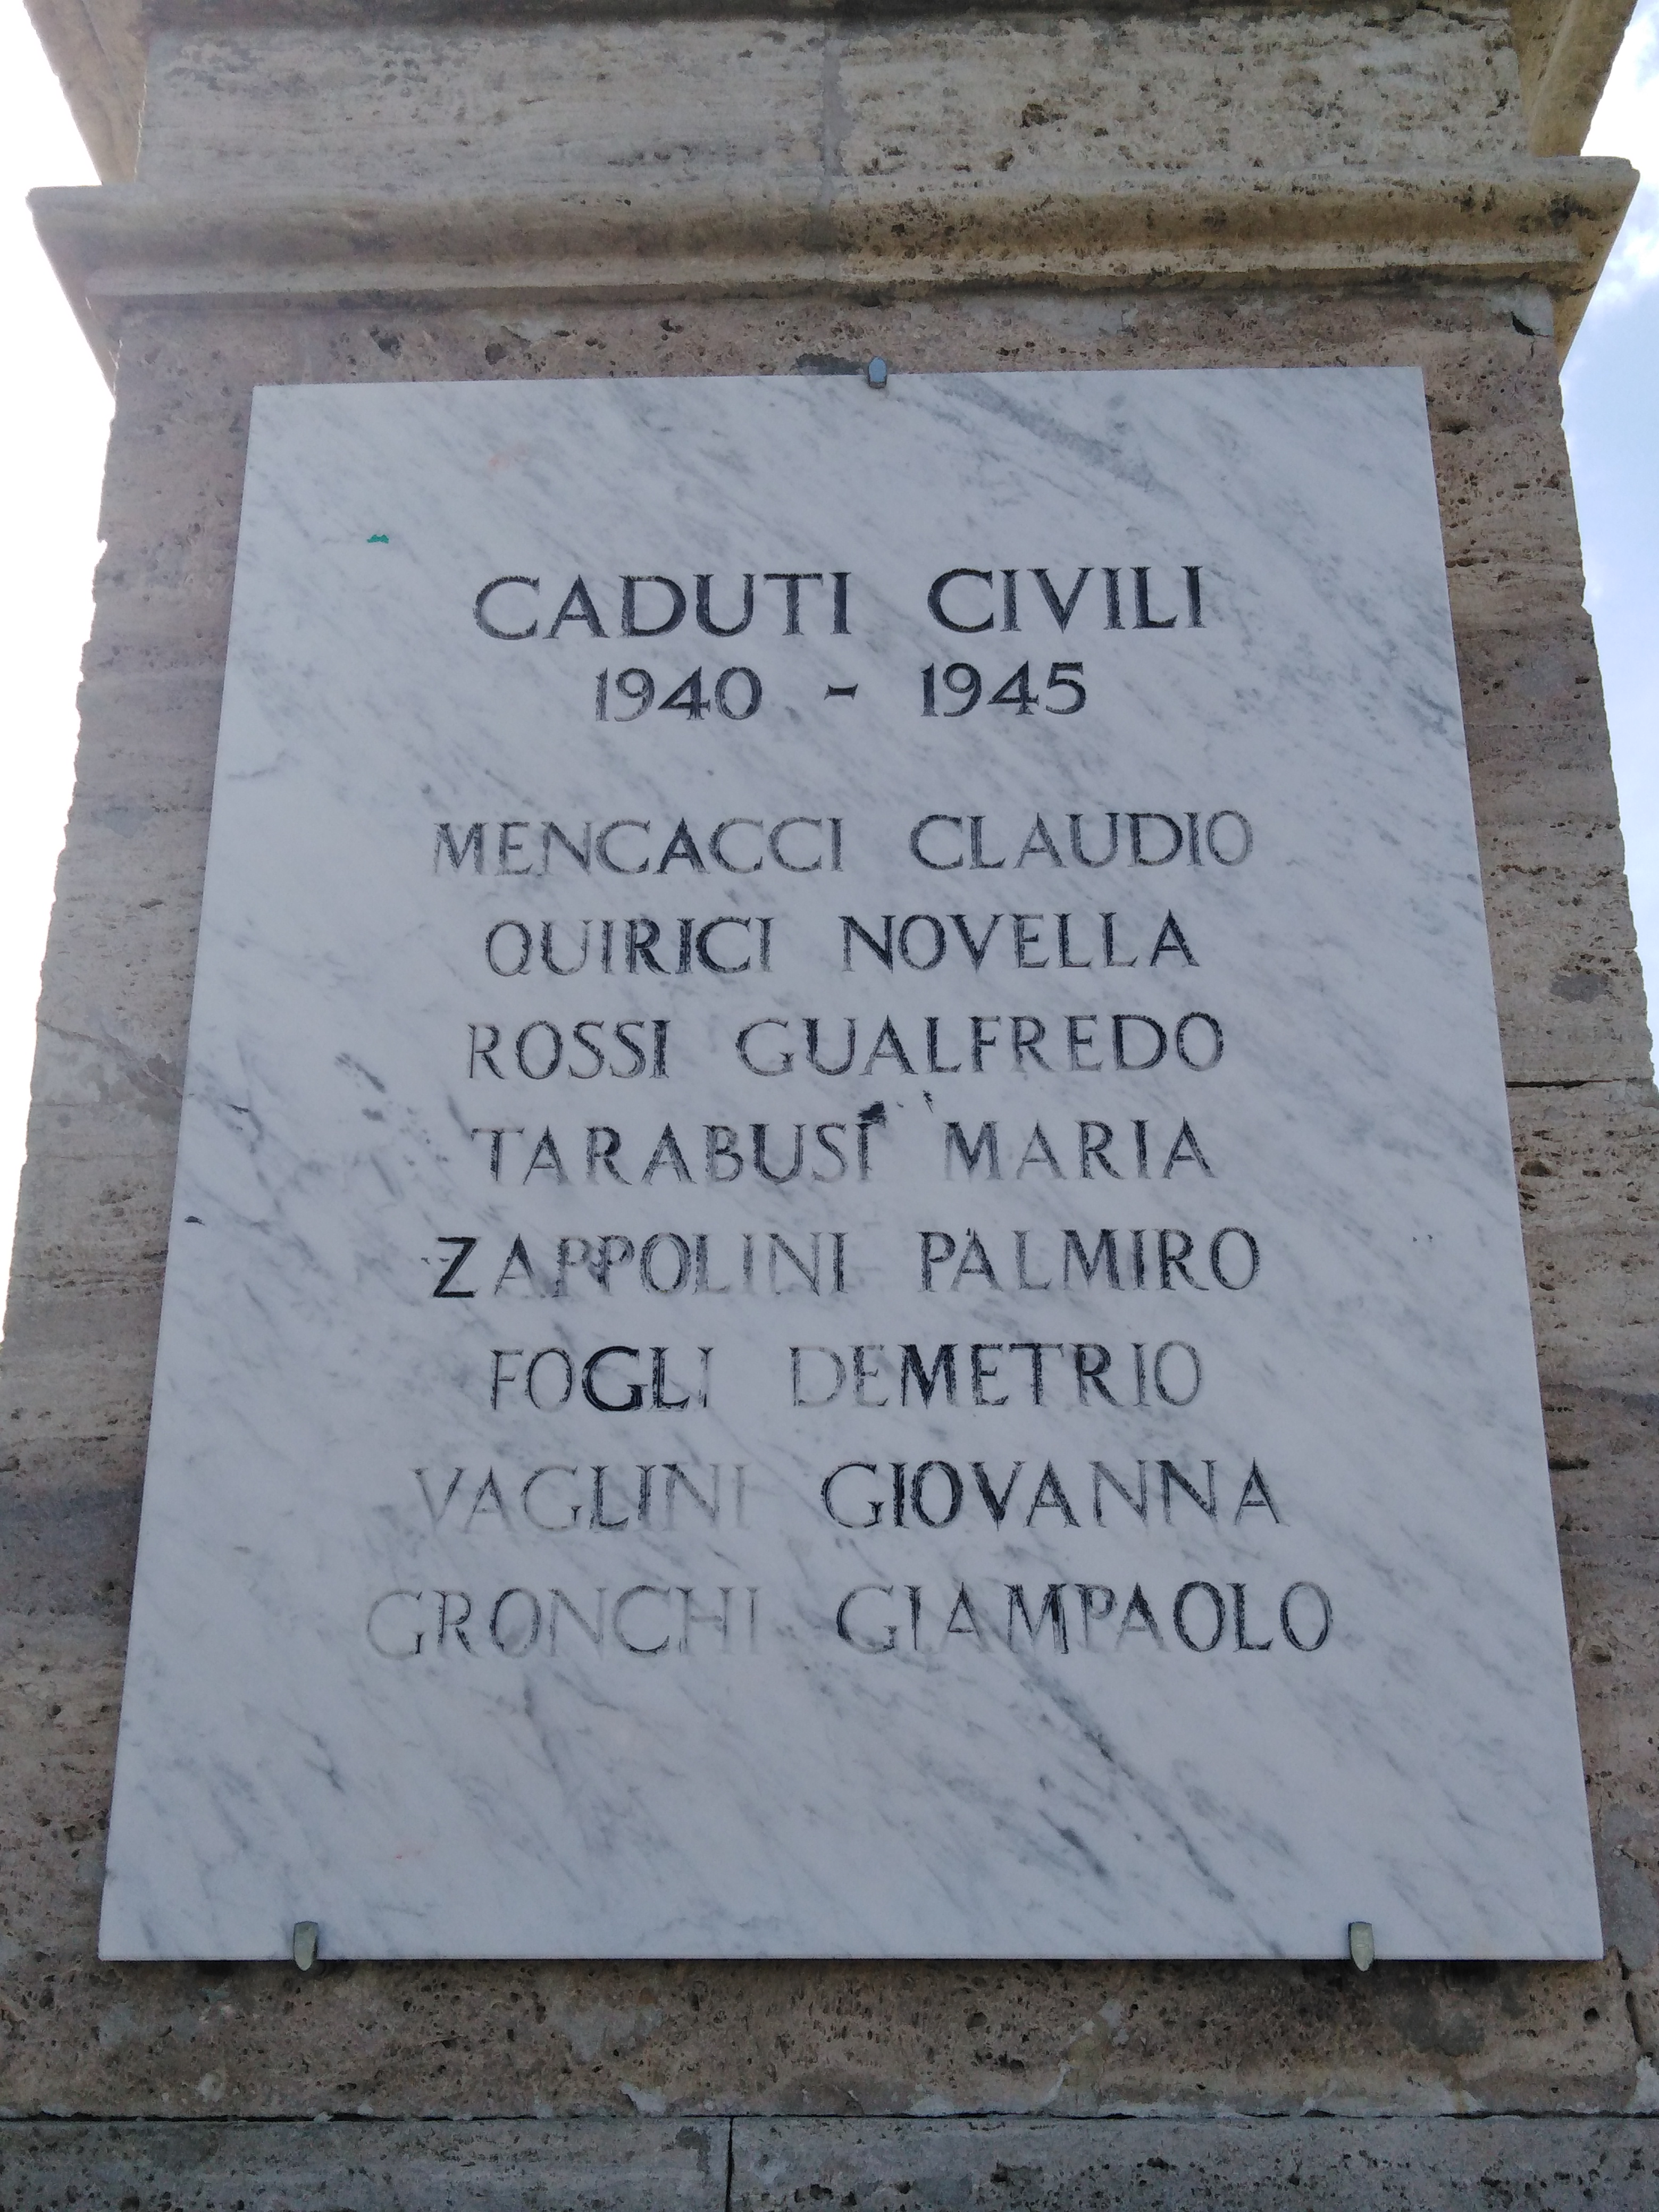 CADUTI CIVILI
1940 - 1945
MENCACCI CLAUDIO
QUIRICI NOVELLA
ROSSI GUALFREDO
TARABUSI MARIA
ZAPPOLINI PALMIRO
FOGLI DEMETRIO
VAGLINI GIOVANNA
GRONCHI GIAMPAOLO